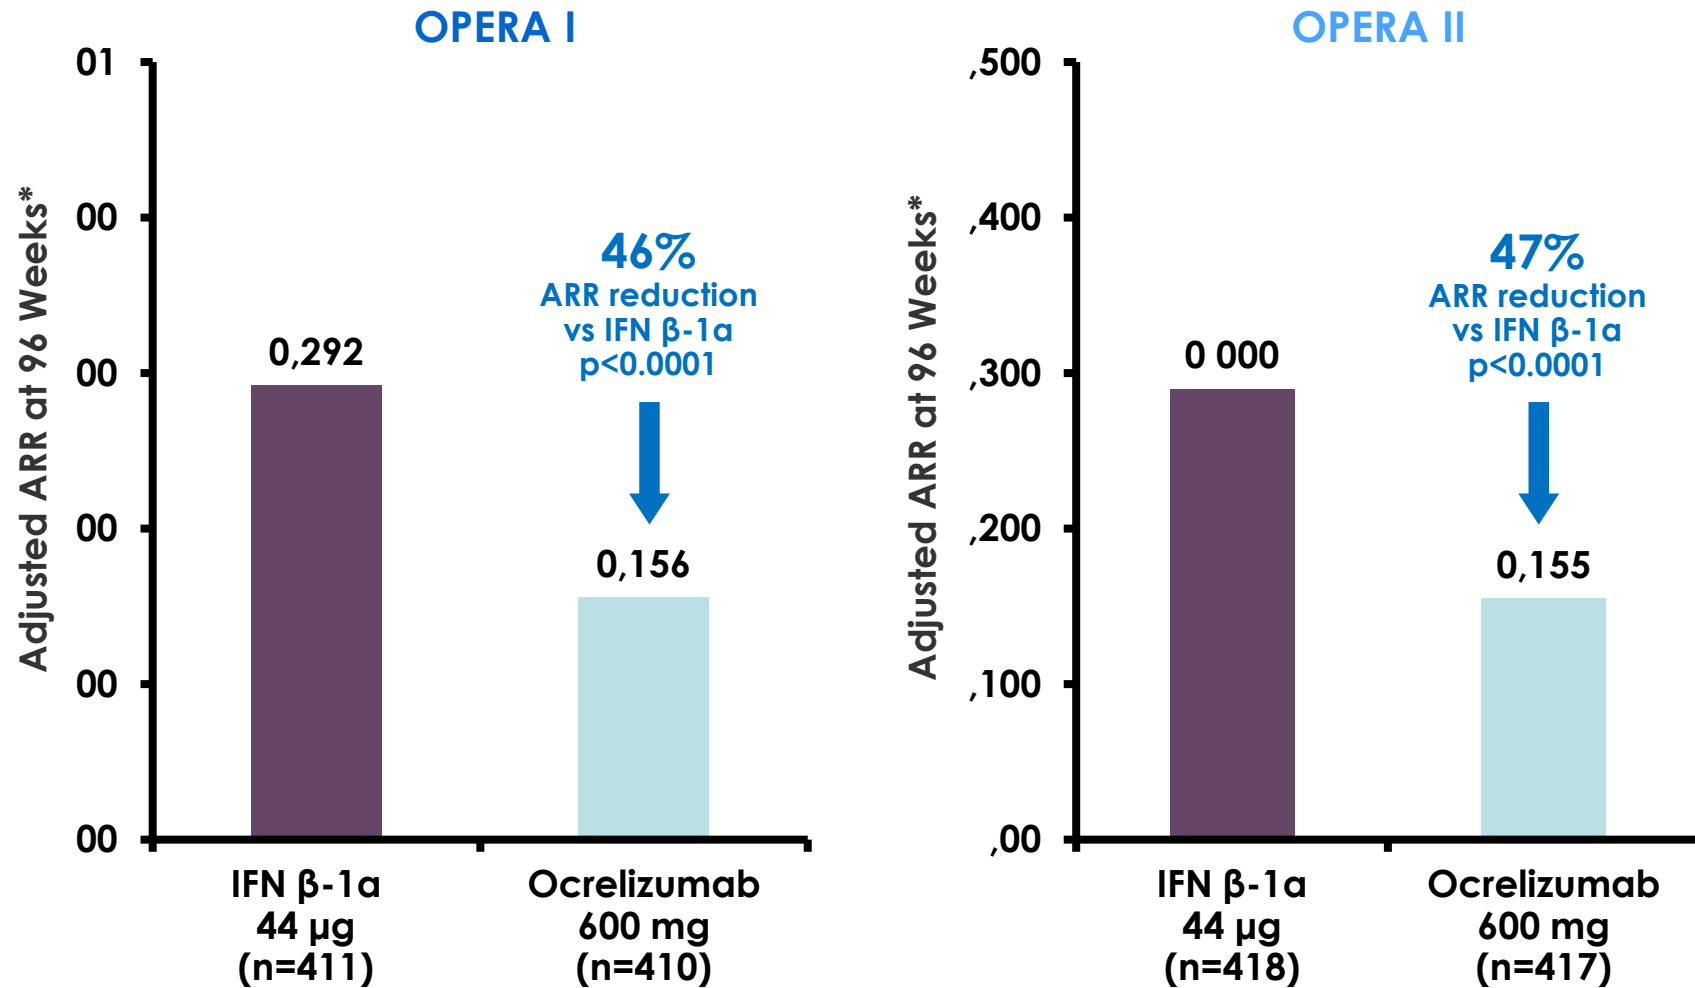 OPERA I
Adjusted ARR at 96 Weeks*
01
00
00
00
00
00
0,292
46%
ARR reduction
vs IFN β-1a
p<0.0001
0,156
IFN β-1a
44 µg
(n=411)
Ocrelizumab
600 mg
(n=410)
OPERA II
Adjusted ARR at 96 Weeks*
,500
,400
,300
,200
,100
,00
0 000
47%
ARR reduction
vs IFN β-1a
p<0.0001
0,155
IFN β-1a
44 µg
(n=418)
Ocrelizumab
600 mg
(n=417)